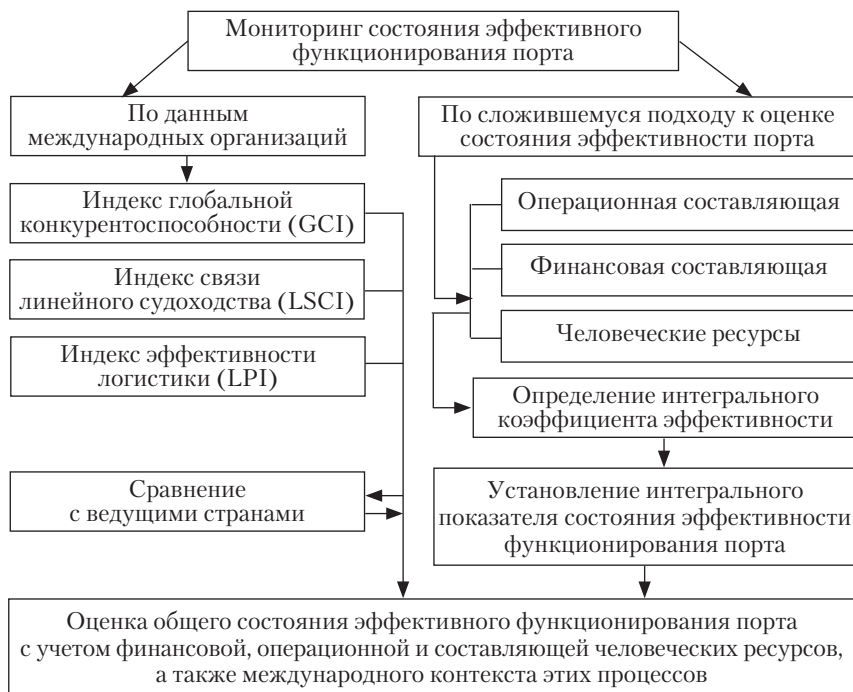 Мониторинг состояния эффективного
функционирования порта
По данным
международных организаций
По сложившемуся подходу к оценке
состояния эффективности порта
Индекс глобальной
конкурентоспособности (GCI)
Индекс связи
линейного судоходства (LSCI)
Индекс эффективности
логистики (LPI)
Операционная составляющая
Финансовая составляющая
Человеческие ресурсы
Определение интегрального
коэффициента эффективности
Сравнение
с ведущими странами
Установление интегрального
показателя состояния эффективности
функционирования порта
Оценка общего состояния эффективного функционирования порта
с учетом финансовой, операционной и составляющей человеческих ресурсов,
а также международного контекста этих процессов